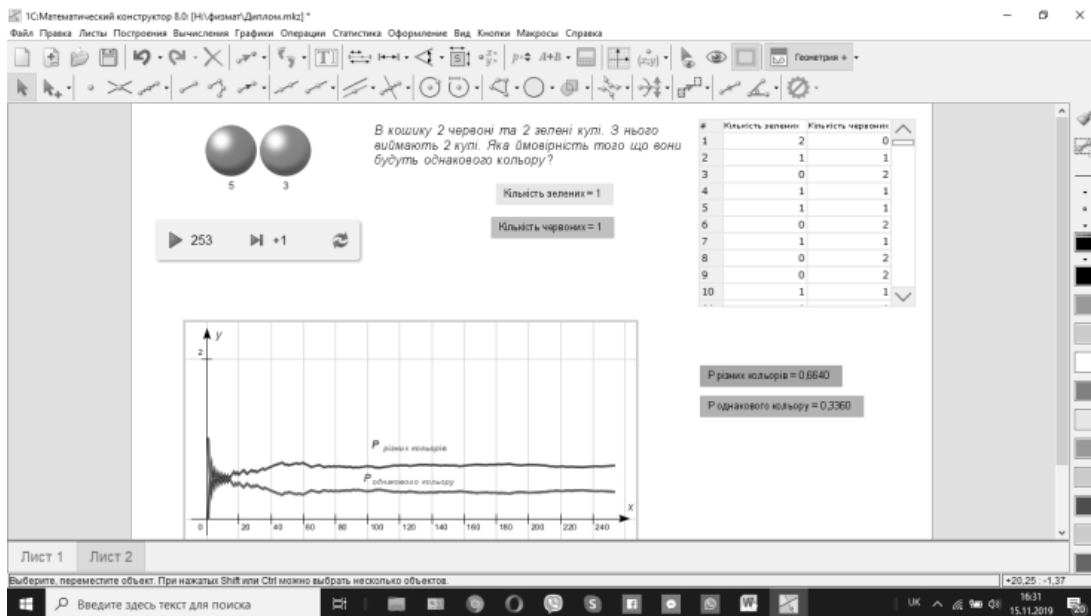 1С:Математический конструктор 8.0: [H:\физмат\Диплом.mkz] *
Файл Правка Листы Построения Вычисления Графики Операции Статистика Оформление Вид Кнопки Макросы Справка
Геометрия +
В кошику 2 червоні та 2 зелені кулі. З нього
виймають 2 кулі. Яка ймовірність того що вони
будуть однакового кольору?
5 3
Кількість зелених = 1
Кількість червоних = 1
253 +1
# Кількість зелених Кількість червоних
1 2 0
2 1 1
3 0 2
4 1 1
5 1 1
6 0 2
7 1 1
8 0 2
9 0 2
10 1 1
y
2
P різних кольорів
P однакового кольору
x
0 20 40 60 80 100 120 140 160 180 200 220 240
P різних кольорів = 0,6640
P однакового кольору = 0,3360
Лист 1 Лист 2
Выберите, переместите объект. При нажатых Shift или Ctrl можно выбрать несколько объектов.
+20,25 : -1,37
Введите здесь текст для поиска
UK
16:31
15.11.2019